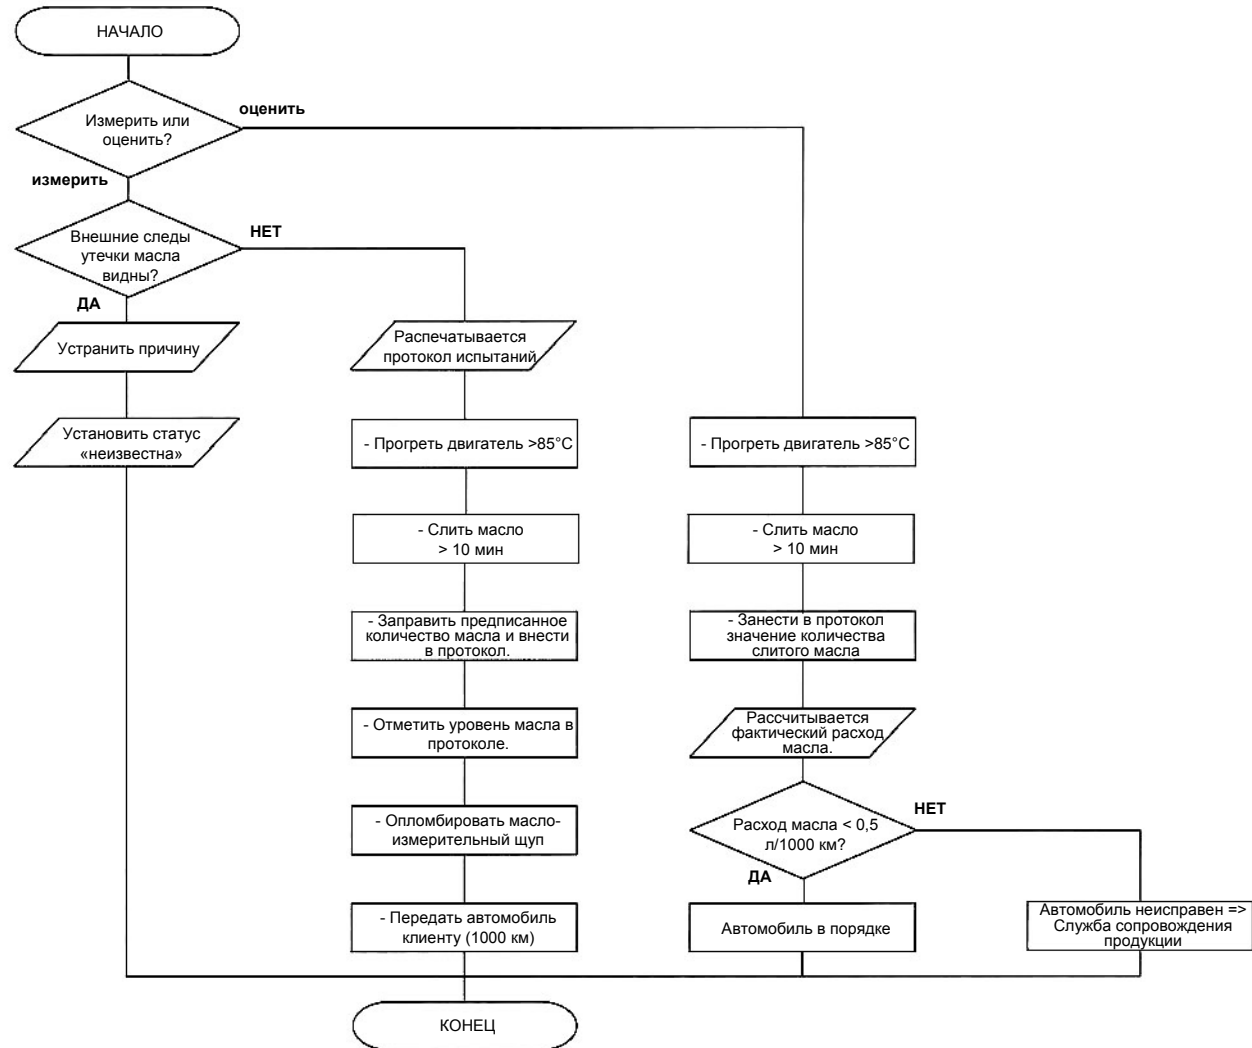 НАЧАЛО
Измерить или
оценить?
оценить
измерить
Внешние следы
утечки масла
видны?
НЕТ
ДА
Устранить причину
Установить статус
«неизвестна»
Распечатывается
протокол испытаний
- Прогреть двигатель >85°C
- Слить масло
> 10 мин
- Заправить предписанное
количество масла и внести
в протокол.
- Отметить уровень масла в
протоколе.
- Опломбировать масло-
измерительный щуп
- Передать автомобиль
клиенту (1000 км)
- Прогреть двигатель >85°C
- Слить масло
> 10 мин
- Занести в протокол
значение количества
слитого масла
Рассчитывается
фактический расход
масла.
Расход масла < 0,5
л/1000 км?
НЕТ
ДА
Автомобиль в порядке
Автомобиль неисправен =>
Служба сопровождения
продукции
КОНЕЦ